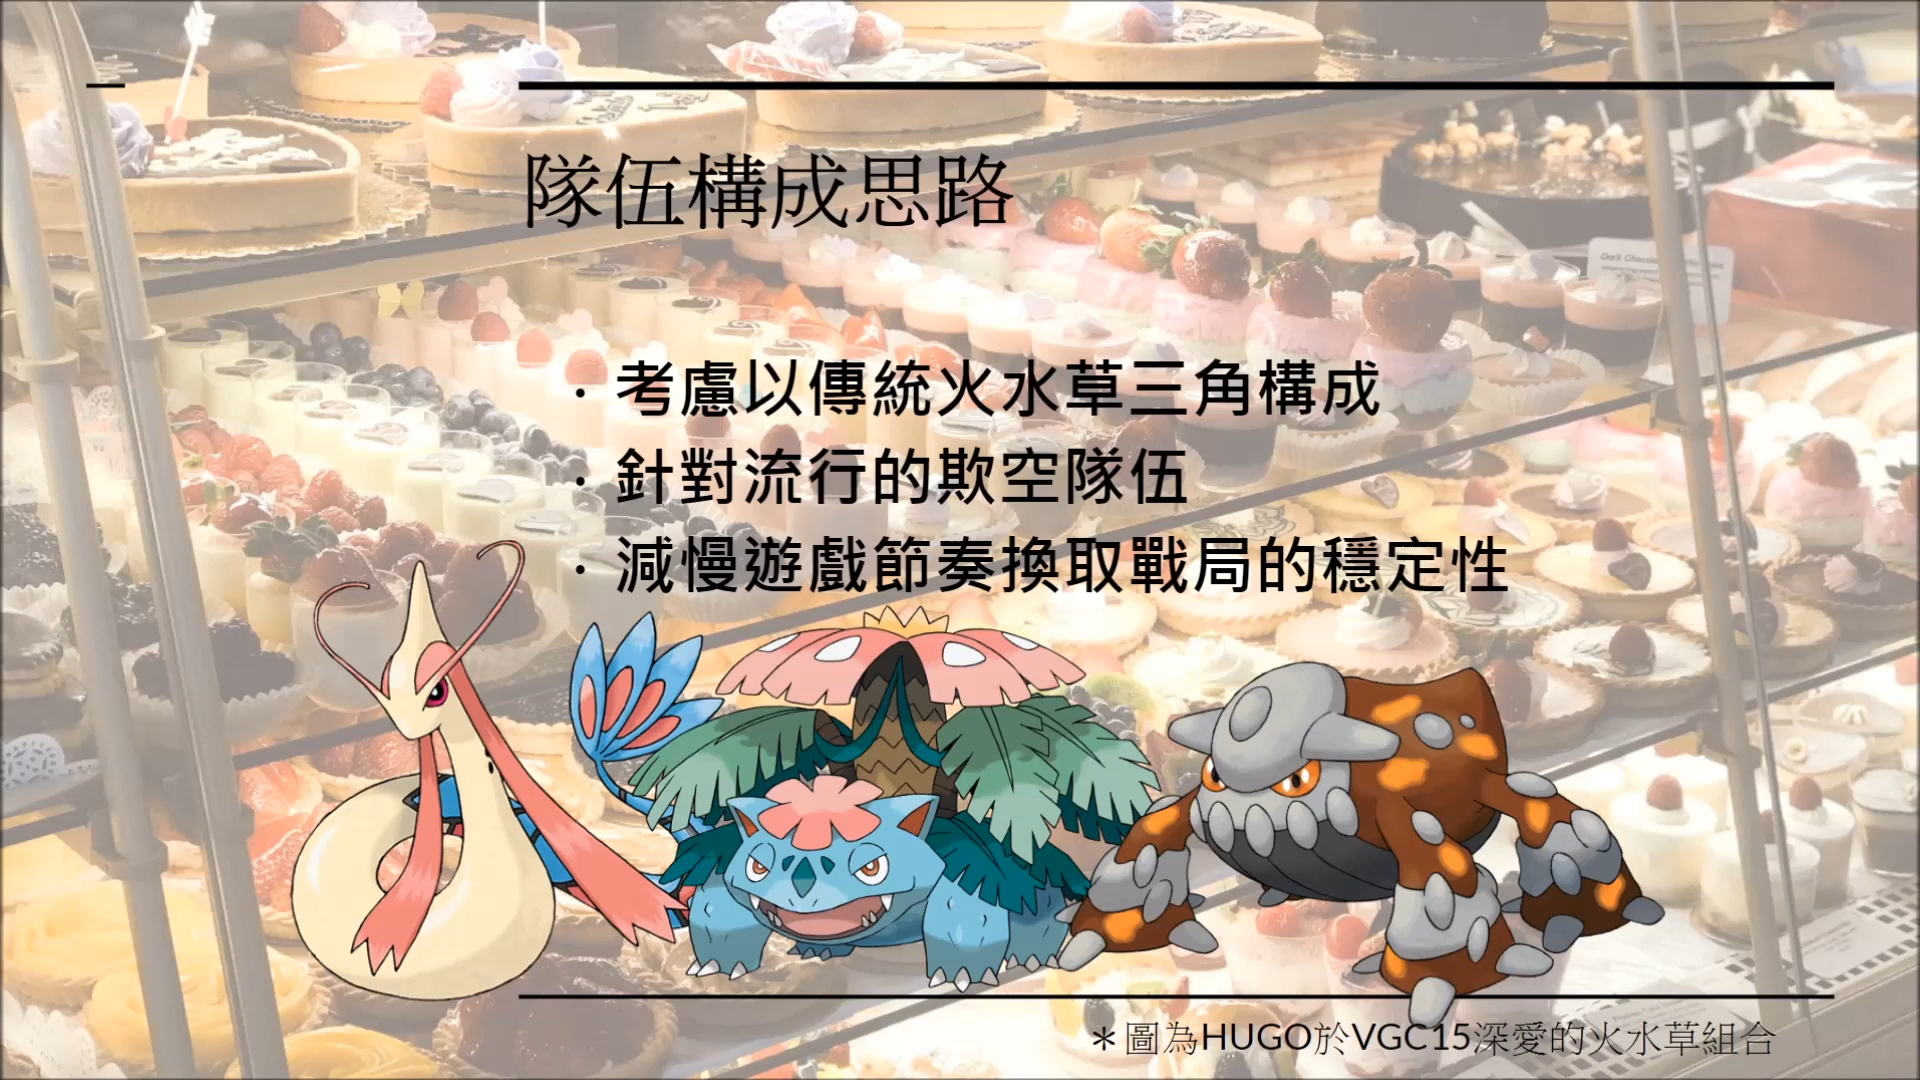 隊伍構成思路
· 考慮以傳統火水草三角構成
· 針對流行的欺空隊伍
· 減慢遊戲節奏換取戰局的穩定性
＊圖為HUGO於VGC15深愛的火水草組合